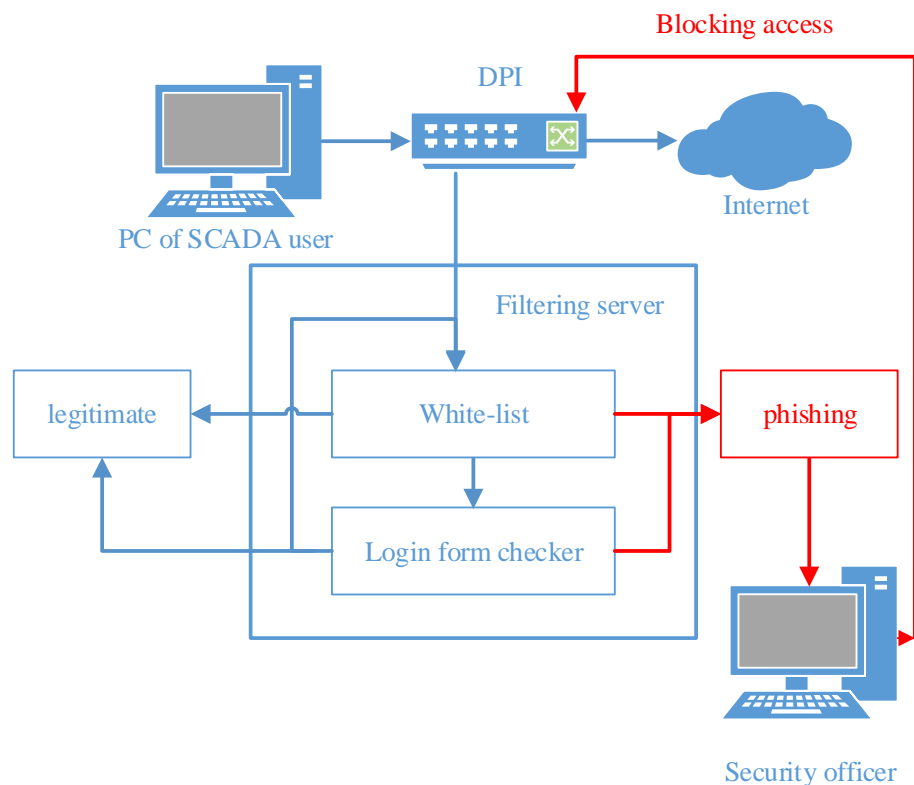 Blocking access
DPI
Internet
PC of SCADA user
Filtering server
legitimate
White-list
phishing
Login form checker
Security officer